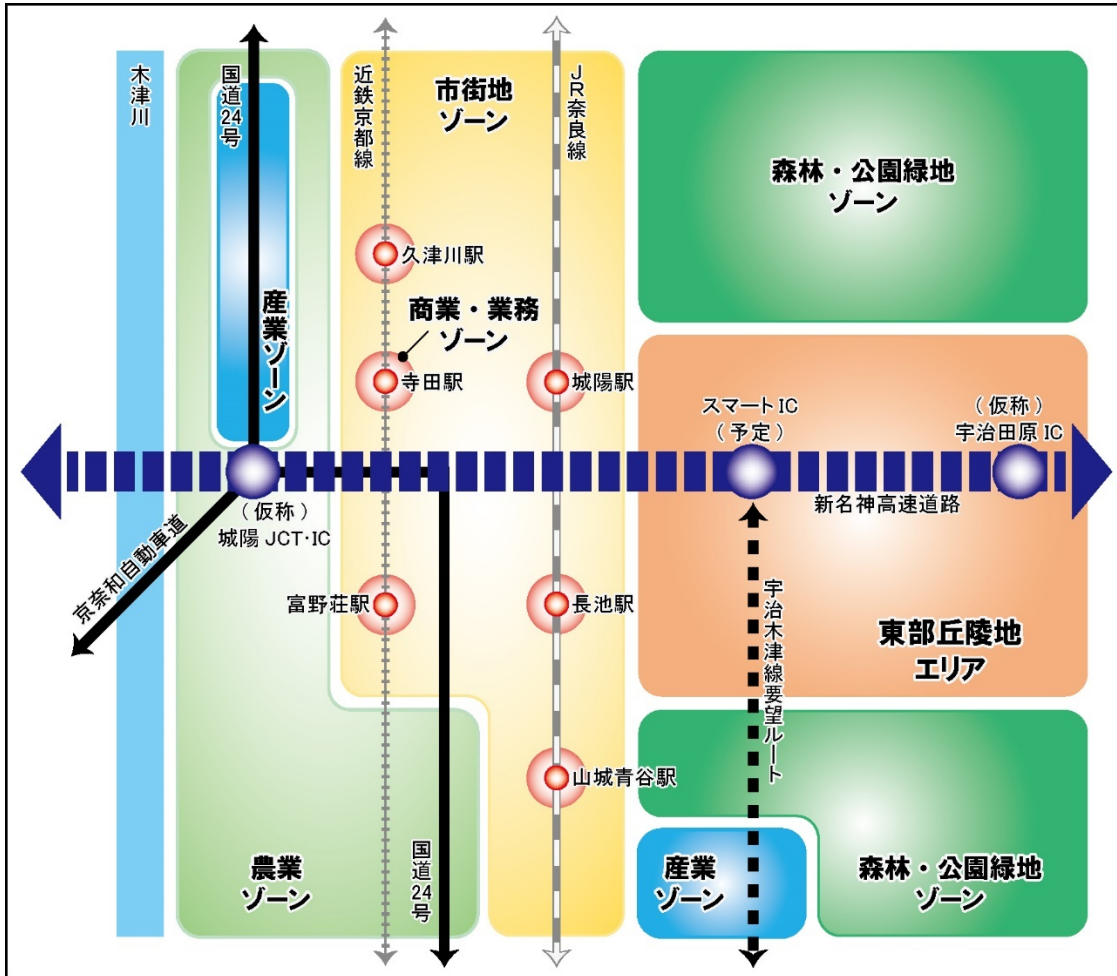 木津川
国道24号
近鉄京都線
市街地
ゾーン
JR奈良線
森林・公園緑地
ゾーン
久津川駅
産業ゾーン
商業・業務
ゾーン
寺田駅
城陽駅
スマートIC
（予定）
（仮称）
宇治田原IC
新名神高速道路
（仮称）
城陽JCT・IC
京奈和自動車道
富野荘駅
長池駅
宇治木津線要望ルート
東部丘陵地
エリア
山城青谷駅
農業
ゾーン
国道24号
産業
ゾーン
森林・公園緑地
ゾーン